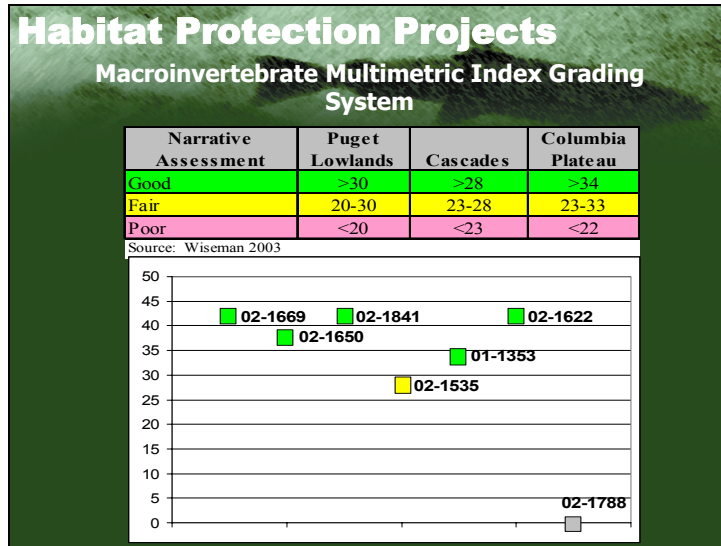 Habitat Protection Projects
Macroinvertebrate Multimetric Index Grading
System
Narrative Assessment Puget Lowlands Cascades Columbia Plateau
Good >30 >28 >34
Fair 20-30 23-28 23-33
Poor <20 <23 <22
Source: Wiseman 2003
50
45
40
35
30
25
20
15
10
5
0
02-1669 02-1841 02-1622
02-1650
01-1353
02-1535
02-1788